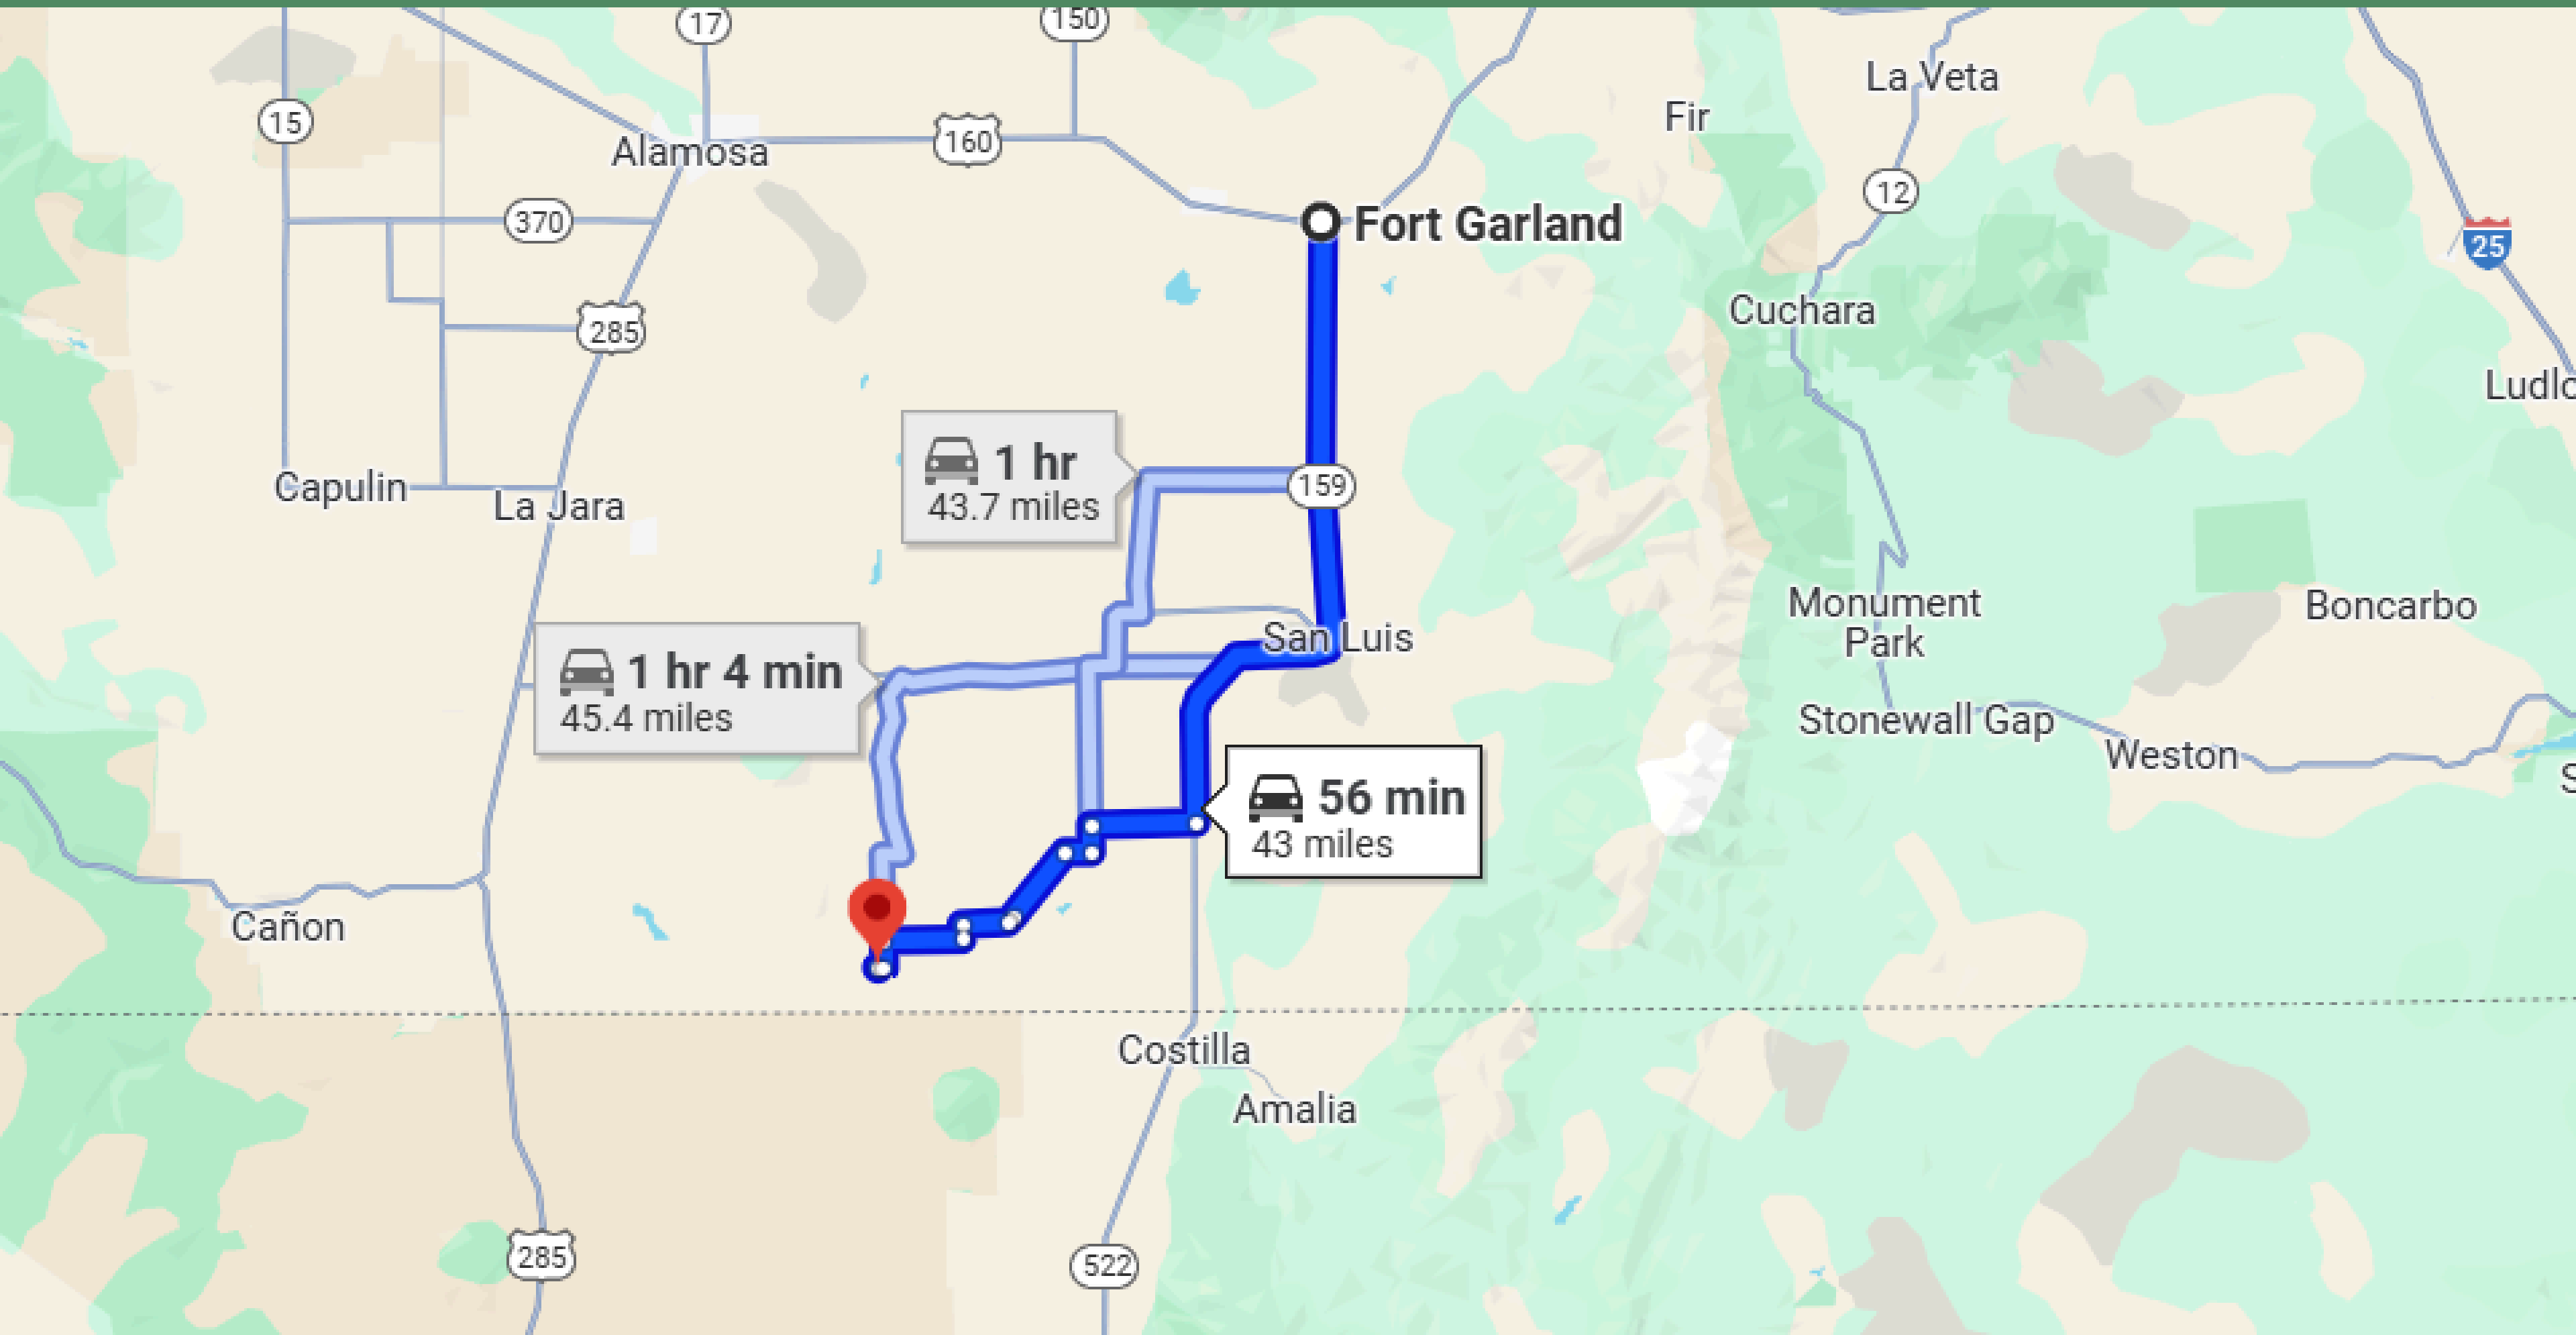 17
150
La Veta
Fir
15
Alamosa
160
12
370
Fort Garland
25
Cuchara
285
Ludlo
1 hr
43.7 miles
159
Capulin
La Jara
Monument
Park
Boncarbo
San Luis
1 hr 4 min
45.4 miles
Stonewall Gap
Weston
S
56 min
43 miles
Cañon
Costilla
Amalia
285
522